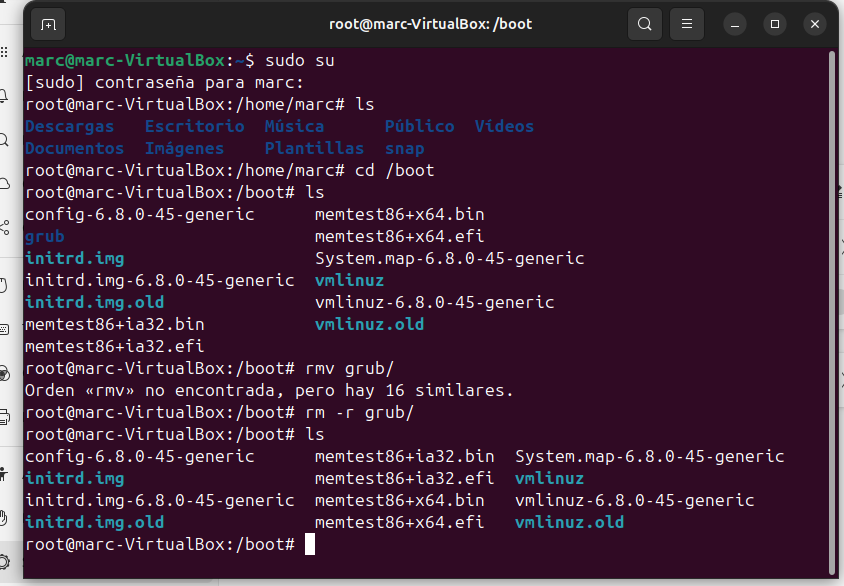 root@marc-VirtualBox: /boot
marc@marc-VirtualBox:~$ sudo su
[sudo] contraseña para marc:
root@marc-VirtualBox:/home/marc# ls
Descargas Escritorio Música Público Vídeos
Documentos Imágenes Plantillas snap
root@marc-VirtualBox:/home/marc# cd /boot
root@marc-VirtualBox:/boot# ls
config-6.8.0-45-generic memtest86+x64.bin
grub memtest86+x64.efi
initrd.img System.map-6.8.0-45-generic
initrd.img-6.8.0-45-generic vmlinuz
initrd.img.old vmlinuz-6.8.0-45-generic
memtest86+ia32.bin vmlinuz.old
memtest86+ia32.efi
root@marc-VirtualBox:/boot# rmv grub/
Orden «rmv» no encontrada, pero hay 16 similares.
root@marc-VirtualBox:/boot# rm -r grub/
root@marc-VirtualBox:/boot# ls
config-6.8.0-45-generic memtest86+ia32.bin System.map-6.8.0-45-generic
initrd.img memtest86+ia32.efi vmlinuz
initrd.img-6.8.0-45-generic memtest86+x64.bin vmlinuz-6.8.0-45-generic
initrd.img.old memtest86+x64.efi vmlinuz.old
root@marc-VirtualBox:/boot#